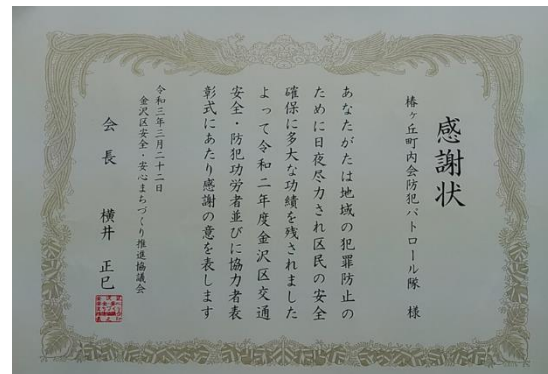 感謝状
椿ヶ丘町内会防犯パトロール隊 様
あなたがたは地域の犯罪防止の
ために日夜尽力され区民の安全
確保に多大な功績を残されました
よって令和二年度金沢区交通
安全・防犯功労者並びに協力者表
彰式にあたり感謝の意を表します
令和三年三月二十二日
金沢区安全・安心まちづくり推進協議会
会長 横井 正巳